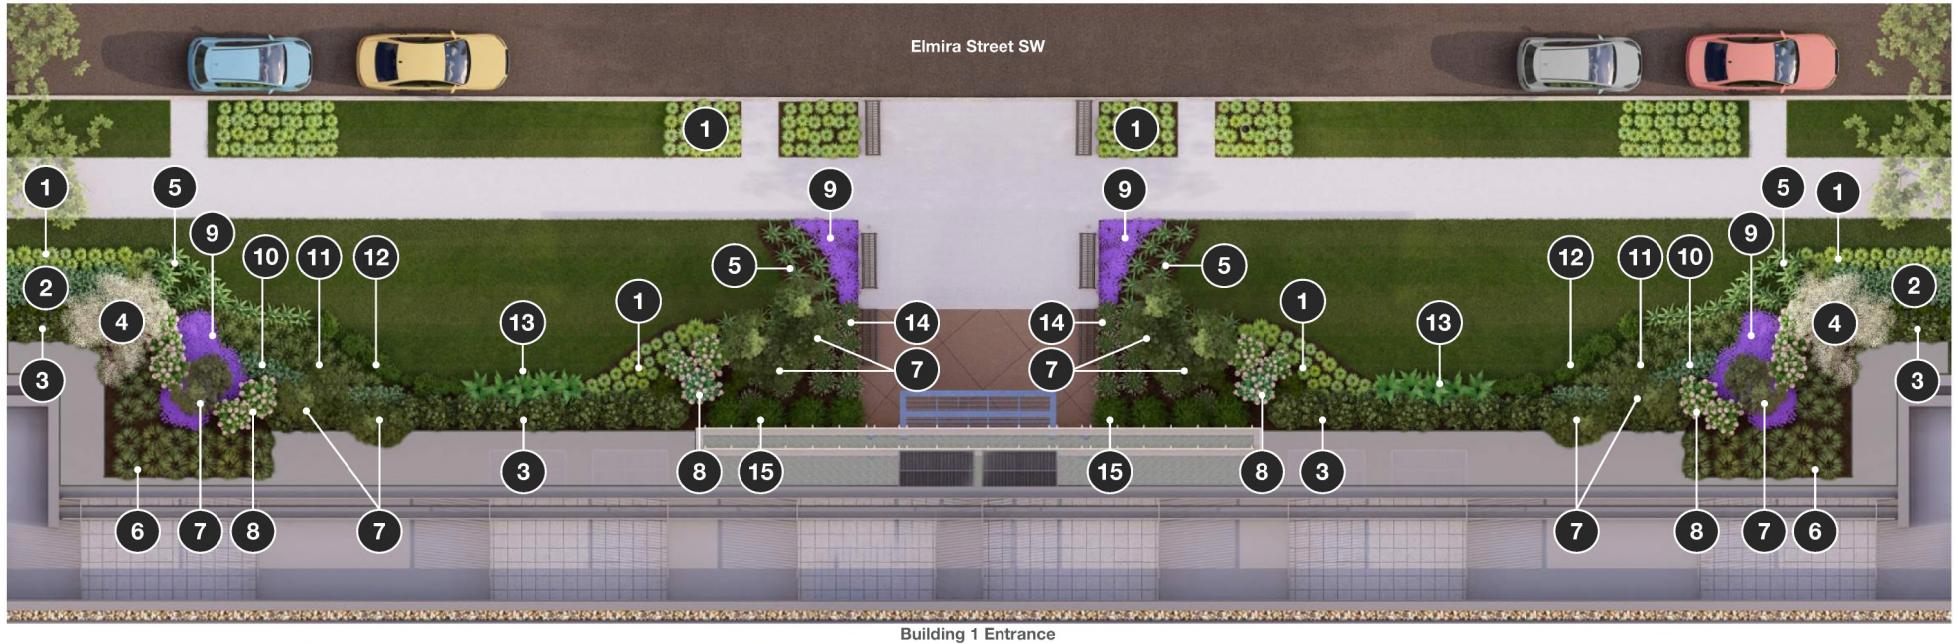 Elmira Street SW
1 1
1 5 9 9 5 1
9 10 11 12 5 5 12 11 10 9
2 4 13 1 14 14 1 13 4 2
3 7 7 3
3 8 15 15 8 3
6 7 8 7 7 8 7 6
Building 1 Entrance